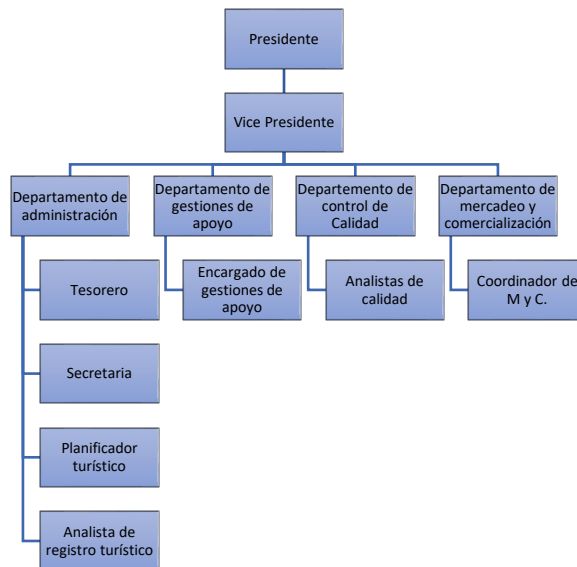 Presidente
Vice Presidente
Departamento de
administración
Departamento de
gestiones de
apoyo
Departemento de
control de
Calidad
Departamento de
mercadeo y
comercialización
Tesorero
Encargado de
gestiones de
apoyo
Analistas de
calidad
Coordinador de
M y C.
Secretaria
Planificador
turístico
Analista de
registro turístico